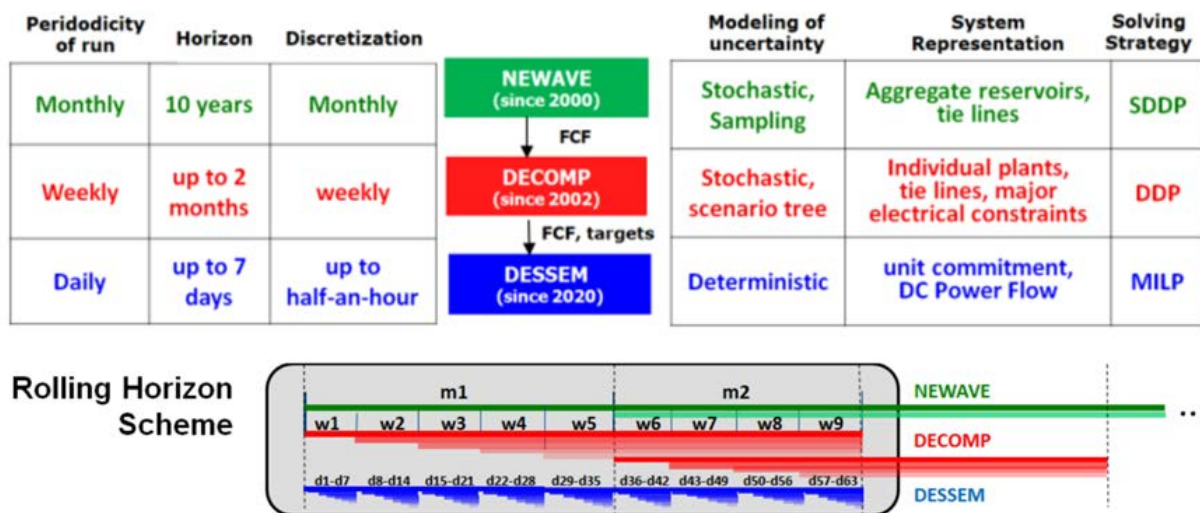 Peridodicity of run
Horizon
Discretization
Modeling of uncertainty
System Representation
Solving Strategy
Monthly
10 years
Monthly
NEWAVE
(since 2000)
Stochastic,
Sampling
Aggregate reservoirs,
tie lines
SDDP
FCF
Weekly
up to 2
months
weekly
DECOMP
(since 2002)
Stochastic,
scenario tree
Individual plants,
tie lines, major
electrical constraints
DDP
FCF, targets
Daily
up to 7
days
up to
half-an-hour
DESSEM
(since 2020)
Deterministic
unit commitment,
DC Power Flow
MILP
Rolling Horizon
Scheme
m1
m2
NEWAVE
..
w1 w2 w3 w4 w5 w6 w7 w8 w9
DECOMP
d1-d7 d8-d14 d15-d21 d22-d28 d29-d35 d36-d42 d43-d49 d50-d56 d57-d63
DESSEM